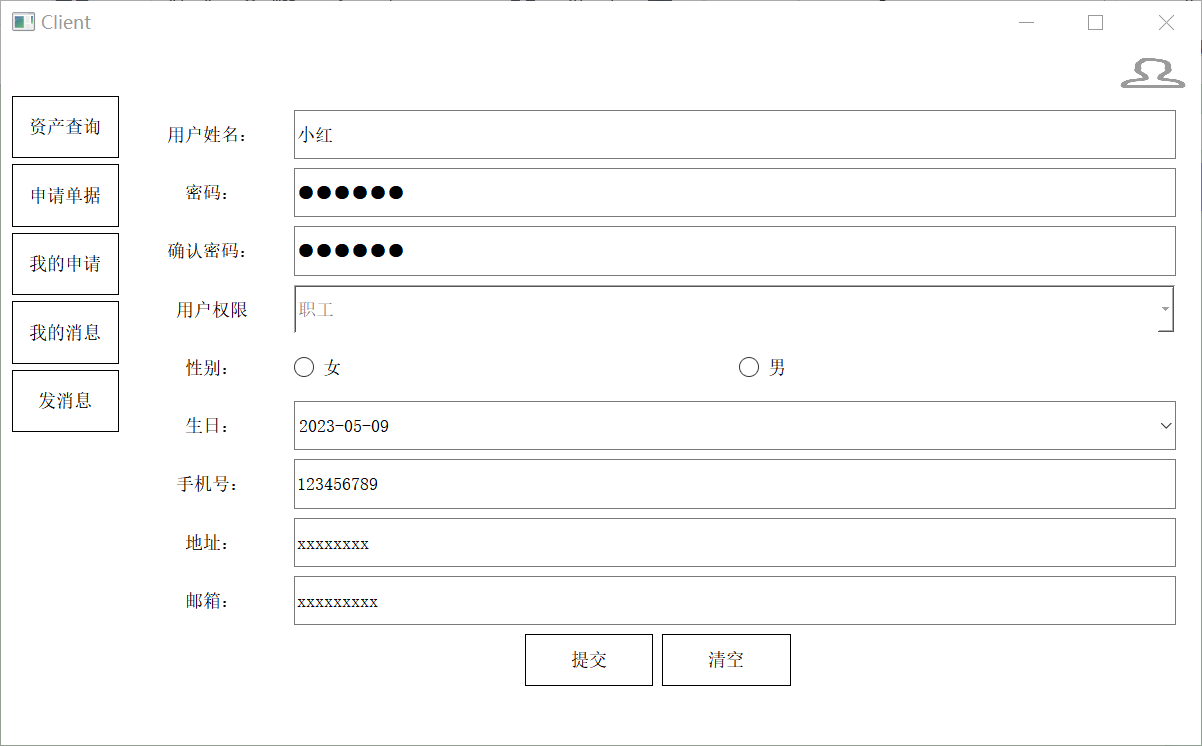 Client
资产查询
申请单据
我的申请
我的消息
发消息
用户姓名： 小红
密码： ●●●●●●
确认密码： ●●●●●●
用户权限 职工
性别： 女 男
生日： 2023-05-09
手机号： 123456789
地址： xxxxxxxx
邮箱： xxxxxxxxx
提交 清空